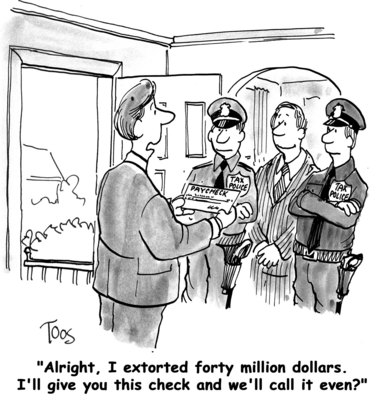 TAX
POLICE
PAYCHECK
TAX
POLICE
TOOS
"Alright, I extorted forty million dollars.
I'll give you this check and we'll call it even?"